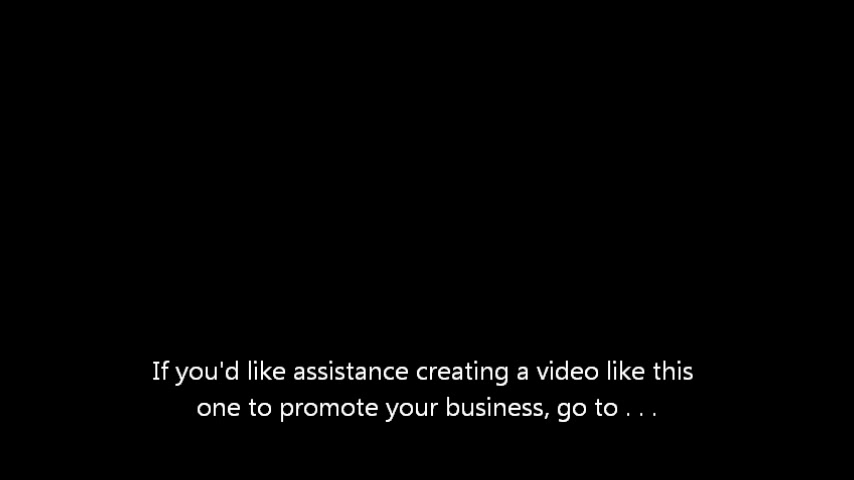 If you'd like assistance creating a video like this
one to promote your business, go to . . .